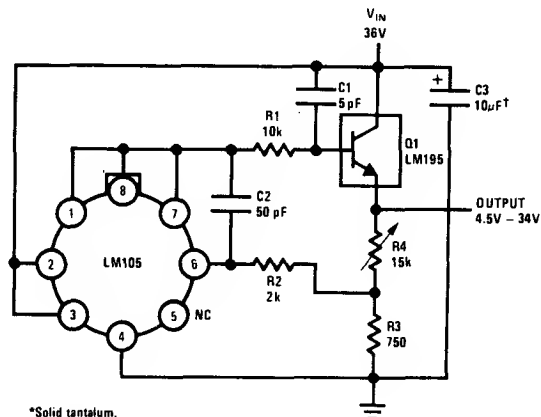 VIN
36V
C1
5 pF
+
C3
10μF†
R1
10k
Q1
LM195
C2
50 pF
OUTPUT
4.5V – 34V
R4
15k
R2
2k
R3
750
1
8
7
2
LM105
6
3
4
5
NC
*Solid tantalum.